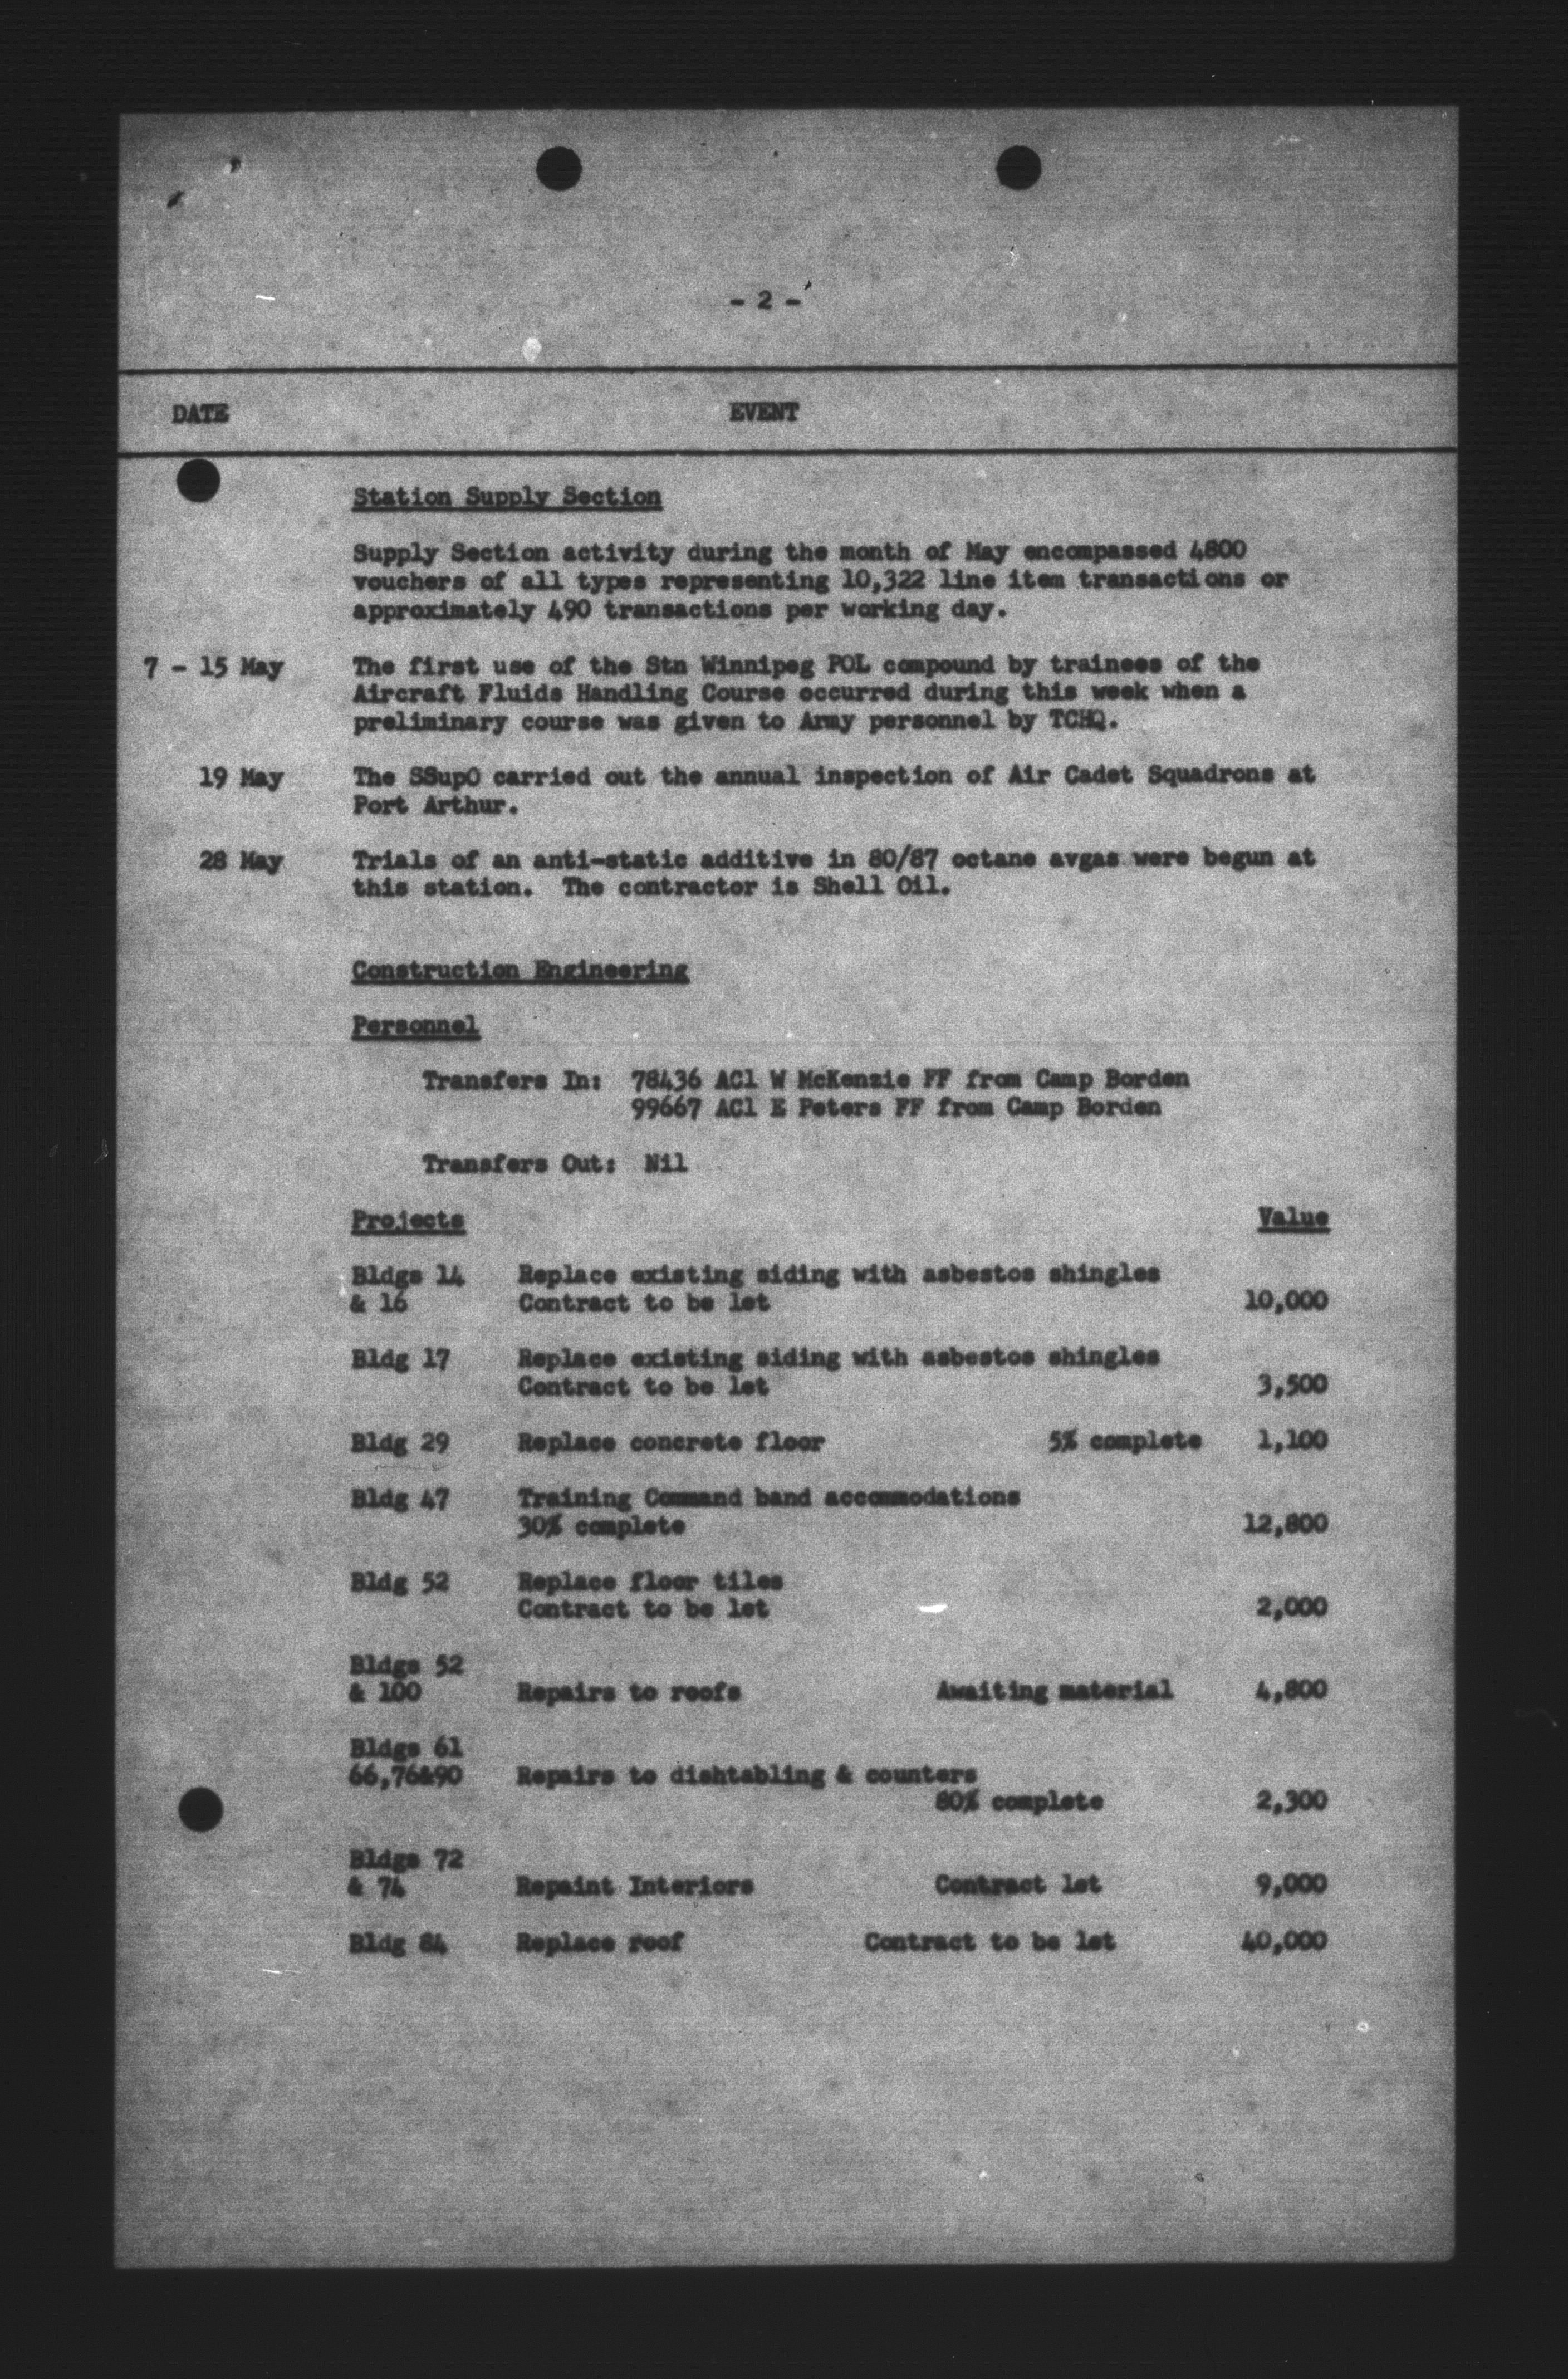 - 2 -
DATE EVENT
Station Supply Section
Supply Section activity during the month of May encompassed 4800
vouchers of all types representing 10,322 line item transactions or
approximately 490 transactions per working day.
7 - 15 May The first use of the Stn Winnipeg POL compound by trainees of the
Aircraft Fluids Handling Course occurred during this week when a
preliminary course was given to Army personnel by TCHQ.
19 May The SSupO carried out the annual inspection of Air Cadet Squadrons at
Port Arthur.
28 May Trials of an anti-static additive in 80/87 octane avgas were begun at
this station. The contractor is Shell Oil.
Construction Engineering
Personnel
Transfers In: 78436 AC1 W McKenzie FF from Camp Borden
99667 AC1 E Peters FF from Camp Borden
Transfers Out: Nil
Projects Value
Bldgs 14 Replace existing siding with asbestos shingles
& 16 Contract to be let 10,000
Bldg 17 Replace existing siding with asbestos shingles
Contract to be let 3,500
Bldg 29 Replace concrete floor 5% complete 1,100
Bldg 47 Training Command band accommodations
30% complete 12,800
Bldg 52 Replace floor tiles
Contract to be let 2,000
Bldgs 52
& 100 Repairs to roofs Awaiting material 4,800
Bldgs 61
66,76&90 Repairs to dishtabling & counters
80% complete 2,300
Bldgs 72
& 74 Repaint Interiors Contract let 9,000
Bldg 84 Replace roof Contract to be let 40,000